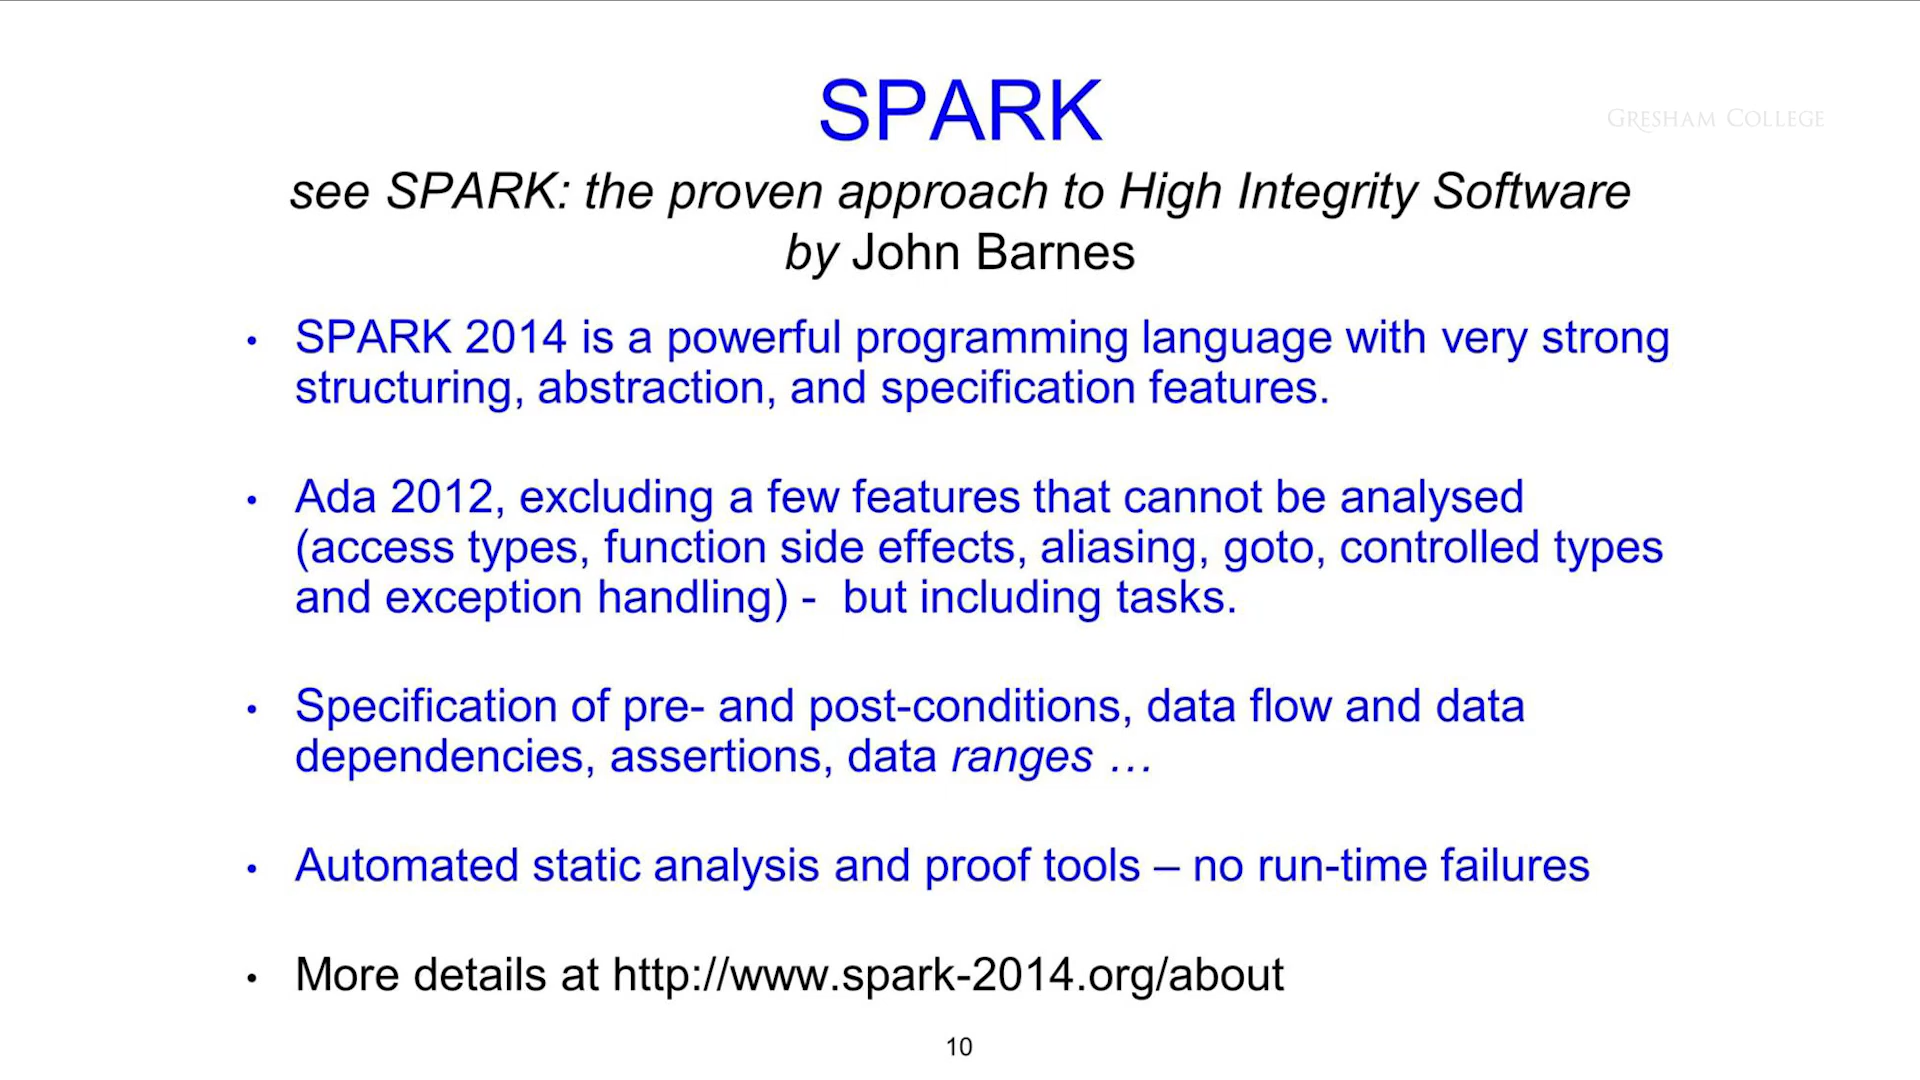 SPARK
GRESHAM COLLEGE
see SPARK: the proven approach to High Integrity Software
by John Barnes
• SPARK 2014 is a powerful programming language with very strong
structuring, abstraction, and specification features.
• Ada 2012, excluding a few features that cannot be analysed
(access types, function side effects, aliasing, goto, controlled types
and exception handling) - but including tasks.
• Specification of pre- and post-conditions, data flow and data
dependencies, assertions, data ranges …
• Automated static analysis and proof tools – no run-time failures
• More details at http://www.spark-2014.org/about
10